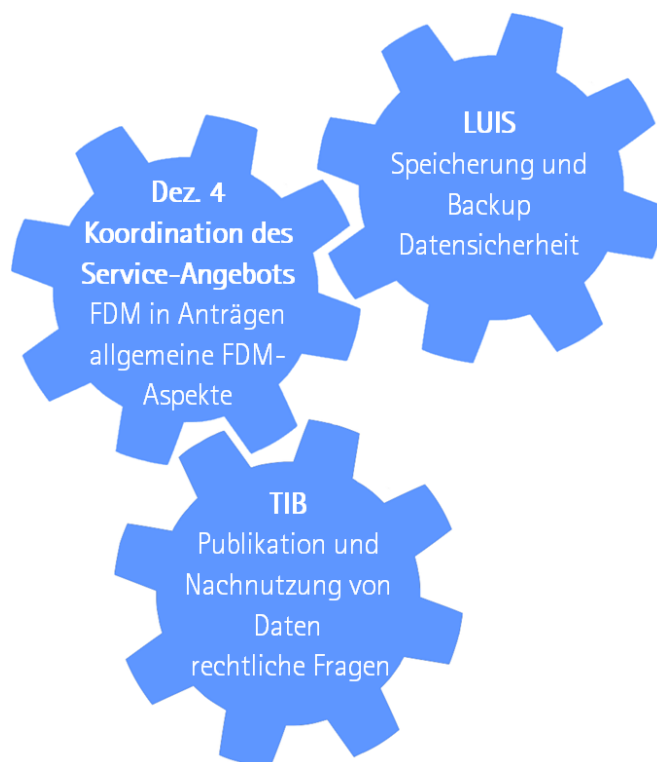 LUIS
Speicherung und
Backup
Datensicherheit
Dez. 4
Koordination des
Service-Angebots
FDM in Anträgen
allgemeine FDM-
Aspekte
TIB
Publikation und
Nachnutzung von
Daten
rechtliche Fragen